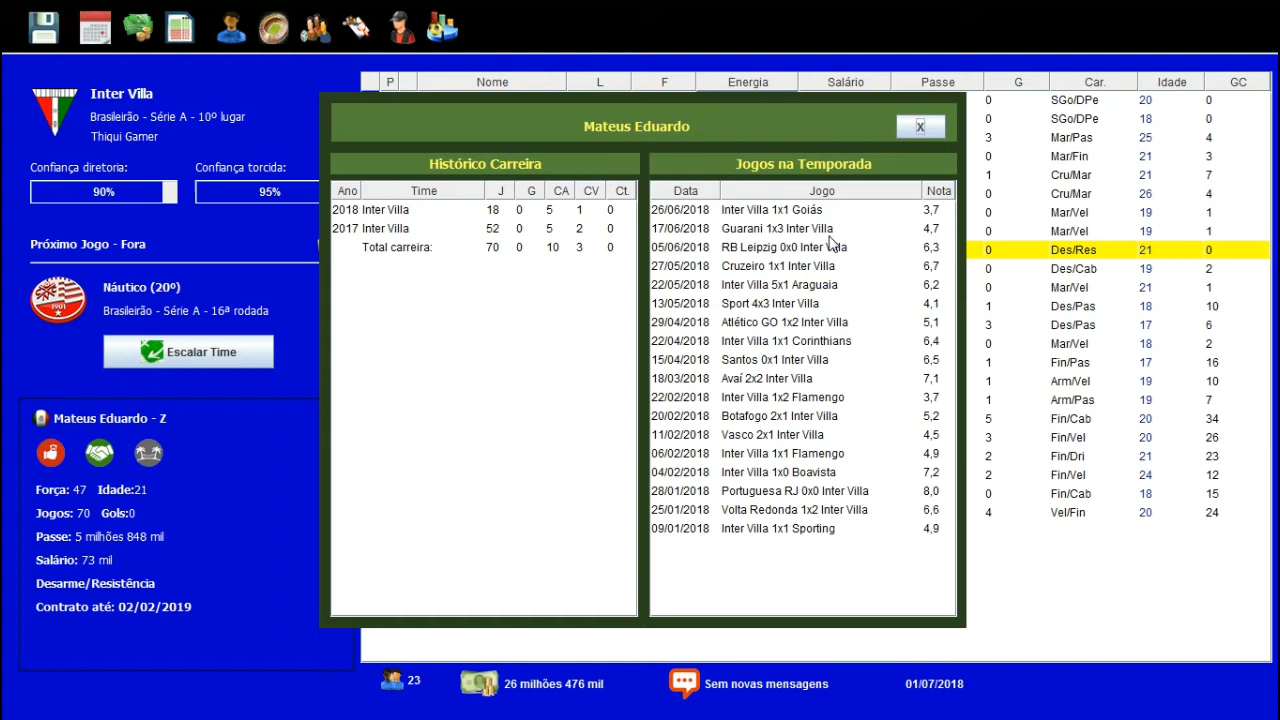 P Nome L F Energia Salário Passe G Car. Idade GC
Inter Villa
Brasileirão - Série A - 10º lugar
Thiqui Gamer
Confiança diretoria: Confiança torcida:
90% 95%
Próximo Jogo - Fora
Náutico (20º)
Brasileirão - Série A - 16ª rodada
1901
Escalar Time
Mateus Eduardo - Z
Força: 47 Idade:21
Jogos: 70 Gols:0
Passe: 5 milhões 848 mil
Salário: 73 mil
Desarme/Resistência
Contrato até: 02/02/2019
Mateus Eduardo
X
Histórico Carreira
Ano Time J G CA CV Ct.
2018 Inter Villa 18 0 5 1 0
2017 Inter Villa 52 0 5 2 0
Total carreira: 70 0 10 3 0
Jogos na Temporada
Data Jogo Nota
26/06/2018 Inter Villa 1x1 Goiás 3,7
17/06/2018 Guarani 1x3 Inter Villa 4,7
05/06/2018 RB Leipzig 0x0 Inter Villa 6,3
27/05/2018 Cruzeiro 1x1 Inter Villa 6,7
22/05/2018 Inter Villa 5x1 Araguaia 6,2
13/05/2018 Sport 4x3 Inter Villa 4,1
29/04/2018 Atlético GO 1x2 Inter Villa 5,1
22/04/2018 Inter Villa 1x1 Corinthians 6,4
15/04/2018 Santos 0x1 Inter Villa 6,5
18/03/2018 Avaí 2x2 Inter Villa 7,1
22/02/2018 Inter Villa 1x2 Flamengo 3,7
20/02/2018 Botafogo 2x1 Inter Villa 5,2
11/02/2018 Vasco 2x1 Inter Villa 4,5
06/02/2018 Inter Villa 1x1 Flamengo 4,9
04/02/2018 Inter Villa 1x0 Boavista 7,2
28/01/2018 Portuguesa RJ 0x0 Inter Villa 8,0
25/01/2018 Volta Redonda 1x2 Inter Villa 6,6
09/01/2018 Inter Villa 1x1 Sporting 4,9
0 SGo/DPe 20 0
0 SGo/DPe 18 0
3 Mar/Pas 25 4
0 Mar/Fin 21 3
1 Cru/Mar 21 7
0 Cru/Mar 26 4
0 Mar/Vel 19 1
0 Mar/Vel 19 1
0 Des/Res 21 0
0 Des/Cab 19 2
0 Mar/Vel 21 1
1 Des/Pas 18 10
3 Des/Pas 17 6
0 Mar/Vel 18 2
1 Fin/Pas 17 16
1 Arm/Vel 19 10
1 Arm/Pas 19 7
5 Fin/Cab 20 34
3 Fin/Vel 20 26
2 Fin/Dri 21 23
2 Fin/Vel 24 12
0 Fin/Cab 18 15
4 Vel/Fin 20 24
23 26 milhões 476 mil Sem novas mensagens 01/07/2018